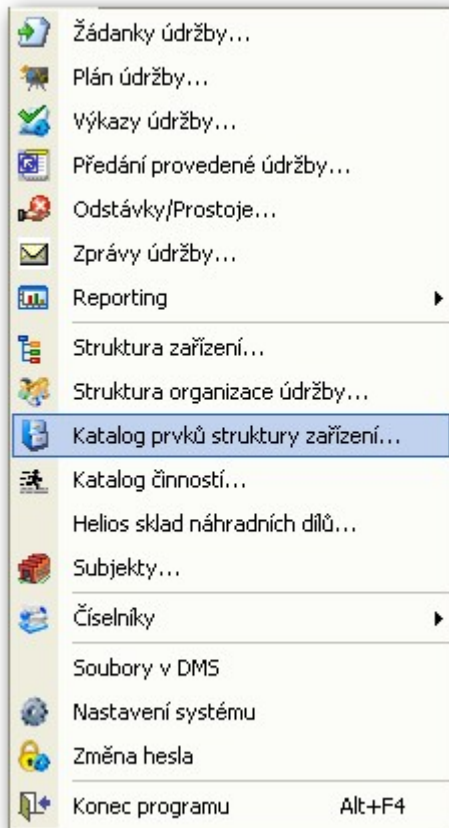 Žádanky údržby...
Plán údržby...
Výkazy údržby...
Předání provedené údržby...
Odstávky/Prostoje...
Zprávy údržby...
Reporting
Struktura zařízení...
Struktura organizace údržby...
Katalog prvků struktury zařízení...
Katalog činností...
Helios sklad náhradních dílů...
Subjekty...
Číselníky
Soubory v DMS
Nastavení systému
Změna hesla
Konec programu Alt+F4